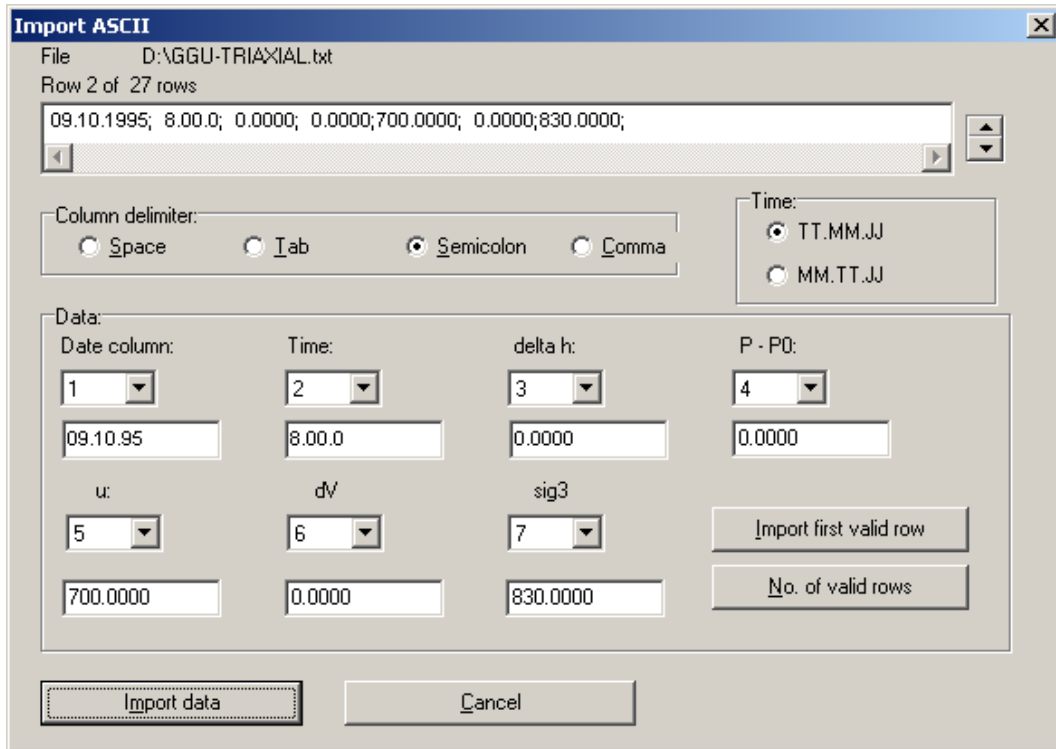 Import ASCII
File D:\GGU-TRIAXIAL.txt
Row 2 of 27 rows
09.10.1995; 8.00.0; 0.0000; 0.0000;700.0000; 0.0000;830.0000;
Column delimiter:
Space Tab Semicolon Comma
Time:
TT.MM.JJ
MM.TT.JJ
Data:
Date column: Time: delta h: P - P0:
1 2 3 4
09.10.95 8.00.0 0.0000 0.0000
u: dV sig3
5 6 7
Import first valid row
700.0000 0.0000 830.0000
No. of valid rows
Import data Cancel